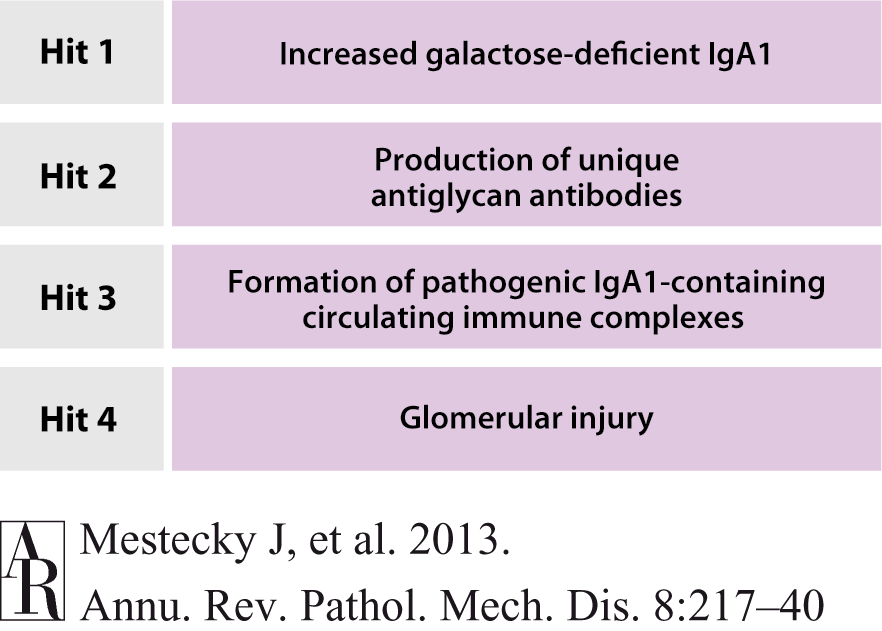 Hit 1
Increased galactose-deficient IgA1
Hit 2
Production of unique
antiglycan antibodies
Hit 3
Formation of pathogenic IgA1-containing
circulating immune complexes
Hit 4
Glomerular injury
AR
Mestecky J, et al. 2013.
Annu. Rev. Pathol. Mech. Dis. 8:217–40